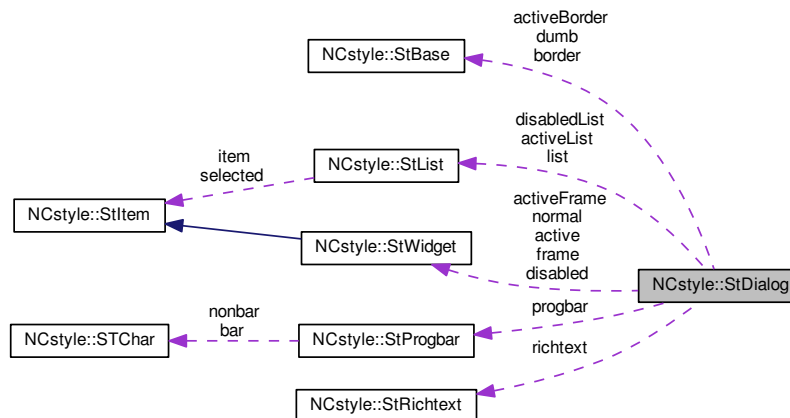 activeBorder
dumb
border
NCstyle::StBase
disabledList
activeList
list
item
selected
NCstyle::StList
NCstyle::StItem
activeFrame
normal
active
frame
disabled
NCstyle::StWidget
NCstyle::StDialog
progbar
nonbar
bar
NCstyle::STChar
NCstyle::StProgbar
richtext
NCstyle::StRichtext